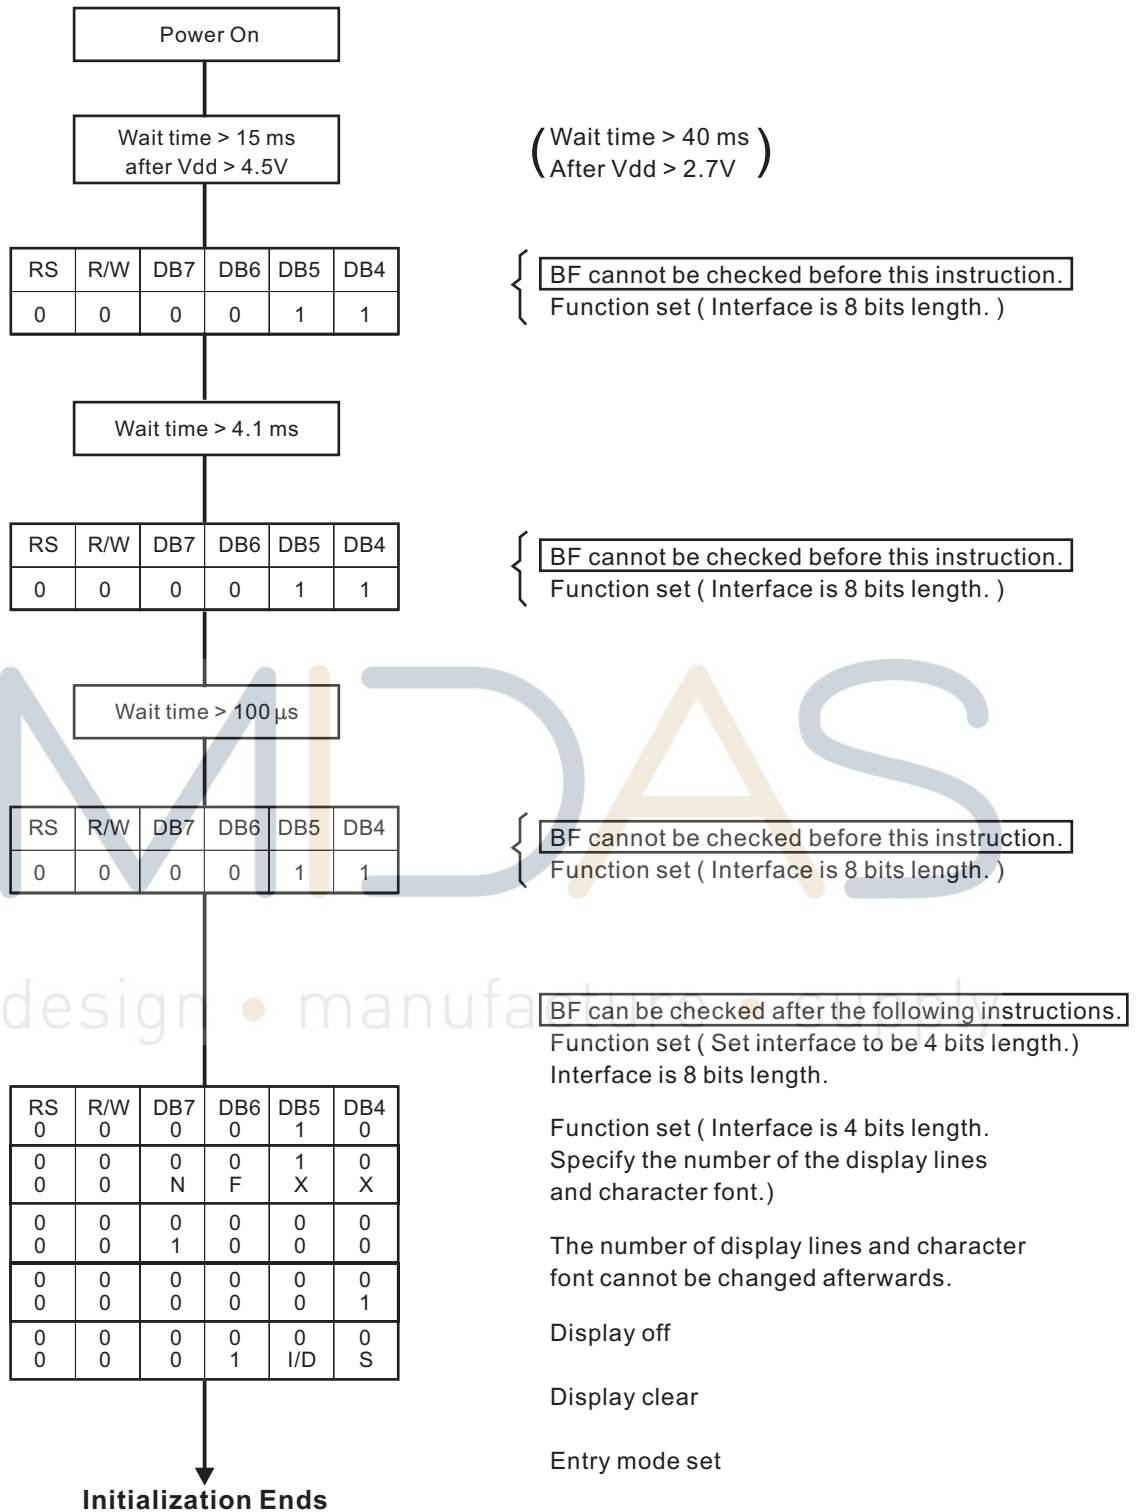 Power On
Wait time > 15 ms
after Vdd > 4.5V
(Wait time > 40 ms
After Vdd > 2.7V)
RS R/W DB7 DB6 DB5 DB4
0 0 0 0 1 1
BF cannot be checked before this instruction.
Function set ( Interface is 8 bits length. )
Wait time > 4.1 ms
RS R/W DB7 DB6 DB5 DB4
0 0 0 0 1 1
BF cannot be checked before this instruction.
Function set ( Interface is 8 bits length. )
MIDAS
Wait time > 100 µs
RS R/W DB7 DB6 DB5 DB4
0 0 0 0 1 1
BF cannot be checked before this instruction.
Function set ( Interface is 8 bits length. )
design • manufacture • supply
BF can be checked after the following instructions.
Function set ( Set interface to be 4 bits length.)
Interface is 8 bits length.
RS R/W DB7 DB6 DB5 DB4
0 0 0 0 1 0
0 0 0 0 1 0
0 0 N F X X
0 0 0 0 0 0
0 0 1 0 0 0
0 0 0 0 0 0
0 0 0 0 0 1
0 0 0 0 0 0
0 0 0 1 I/D S
Function set ( Interface is 4 bits length.
Specify the number of the display lines
and character font.)
The number of display lines and character
font cannot be changed afterwards.
Display off
Display clear
Entry mode set
Initialization Ends